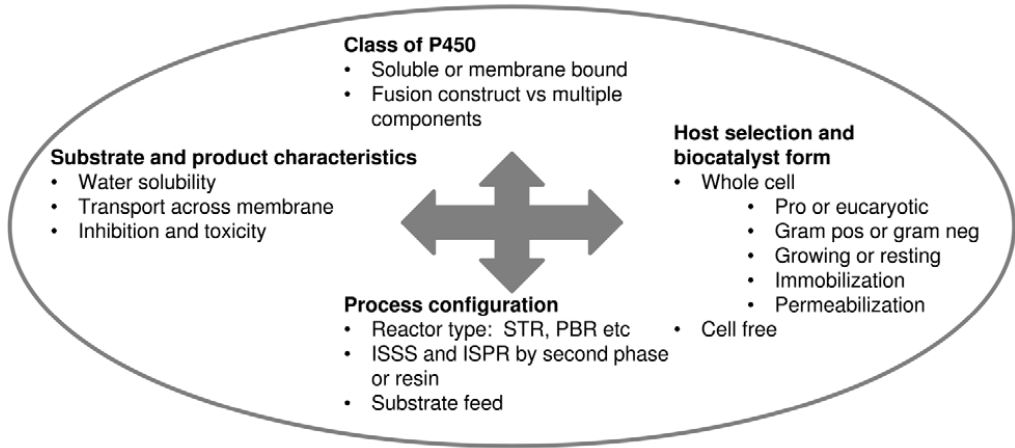 Class of P450
• Soluble or membrane bound
• Fusion construct vs multiple
components
Substrate and product characteristics
• Water solubility
• Transport across membrane
• Inhibition and toxicity
Host selection and
biocatalyst form
• Whole cell
• Pro or eucaryotic
• Gram pos or gram neg
• Growing or resting
• Immobilization
• Permeabilization
• Cell free
Process configuration
• Reactor type: STR, PBR etc
• ISSS and ISPR by second phase
or resin
• Substrate feed